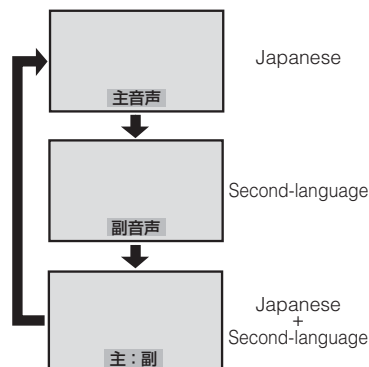 主音声
Japanese
副音声
Second-language
主：副
Japanese
+
Second-language